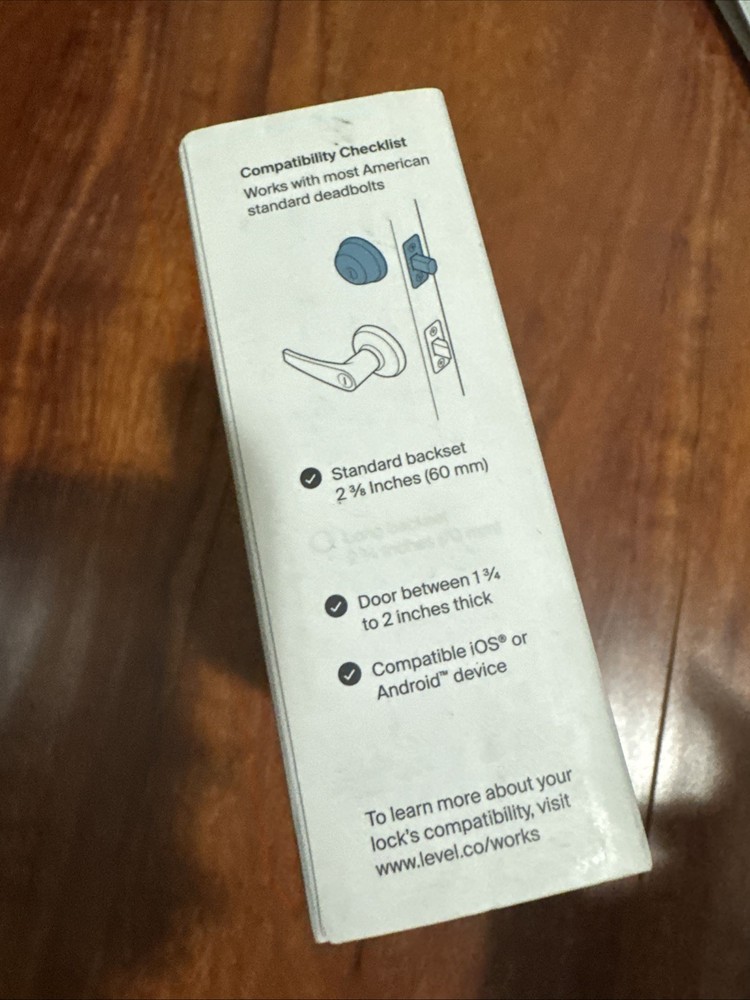 Compatibility Checklist
Works with most American
standard deadbolts
Standard backset
2 ⅜ Inches (60 mm)
Door between 1 ¾
to 2 inches thick
Compatible iOS® or
Android™ device
To learn more about your
lock's compatibility, visit
www.level.co/works